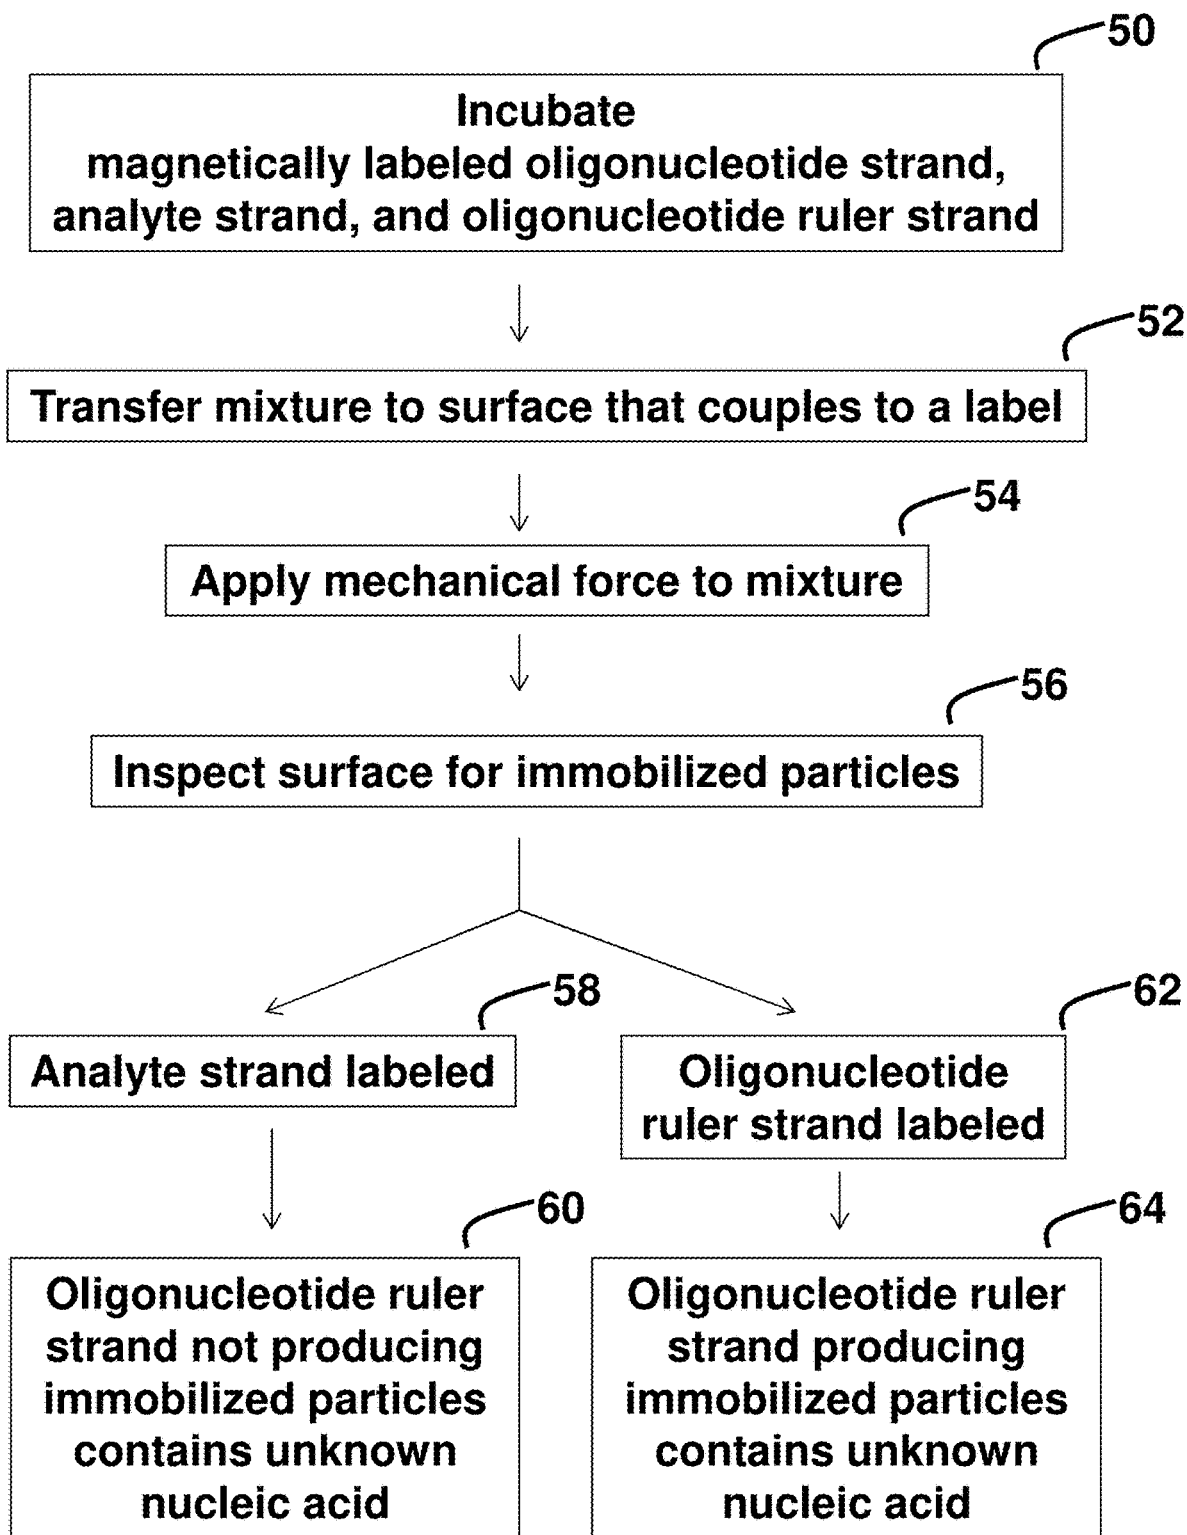 50
Incubate
magnetically labeled oligonucleotide strand,
analyte strand, and oligonucleotide ruler strand
52
Transfer mixture to surface that couples to a label
54
Apply mechanical force to mixture
56
Inspect surface for immobilized particles
58
Analyte strand labeled
62
Oligonucleotide
ruler strand labeled
60
Oligonucleotide ruler
strand not producing
immobilized particles
contains unknown
nucleic acid
64
Oligonucleotide ruler
strand producing
immobilized particles
contains unknown
nucleic acid